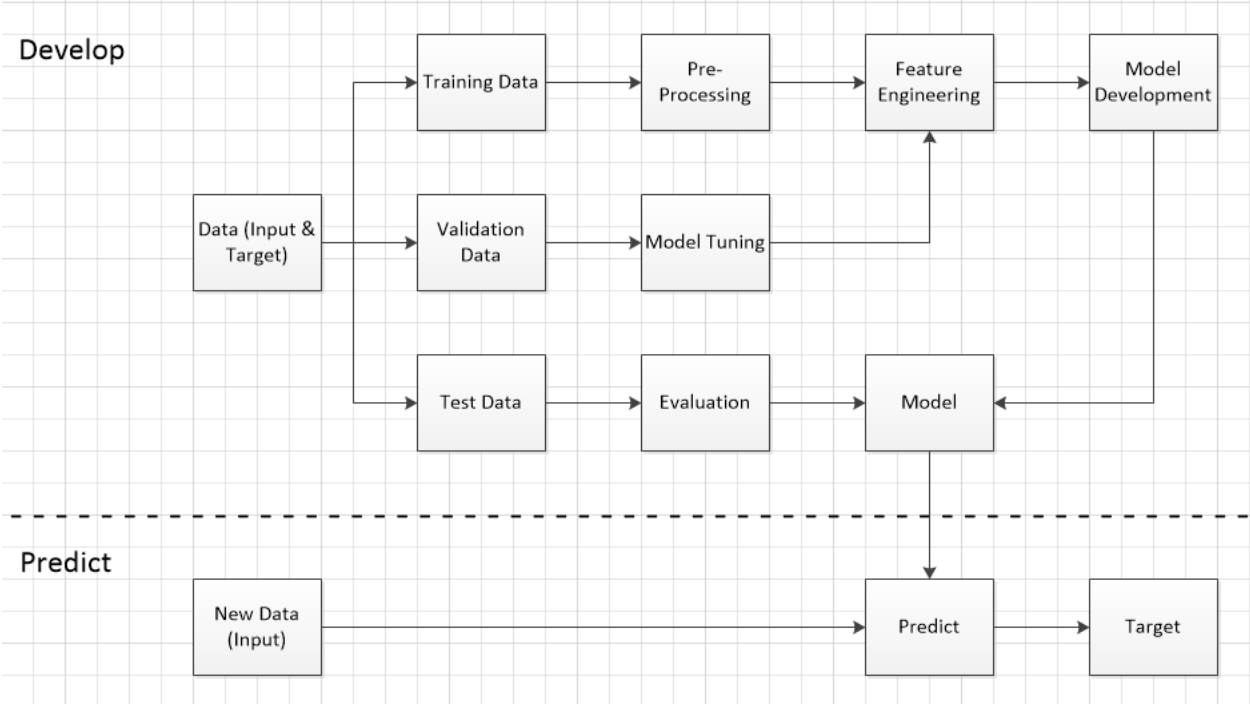 Develop
Training Data
Pre-
Processing
Feature
Engineering
Model
Development
Data (Input &
Target)
Validation
Data
Model Tuning
Test Data
Evaluation
Model
Predict
New Data
(Input)
Predict
Target